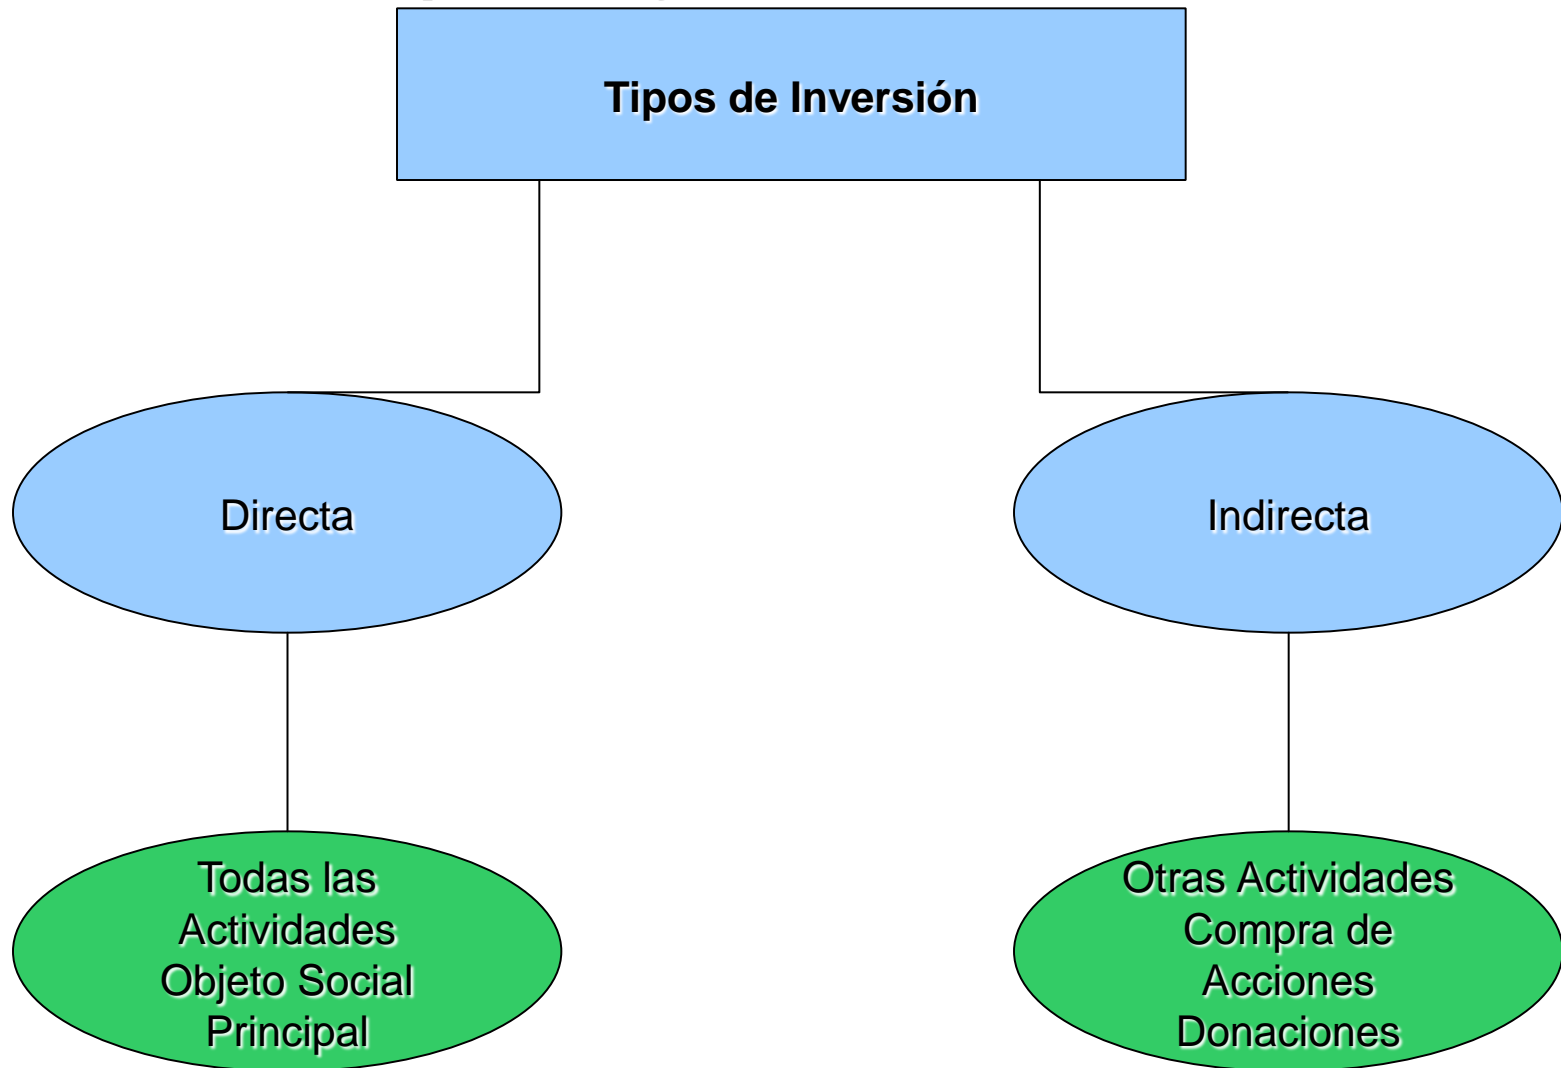 Tipos de Inversión
Directa
Indirecta
Todas las
Actividades
Objeto Social
Principal
Otras Actividades
Compra de
Acciones
Donaciones